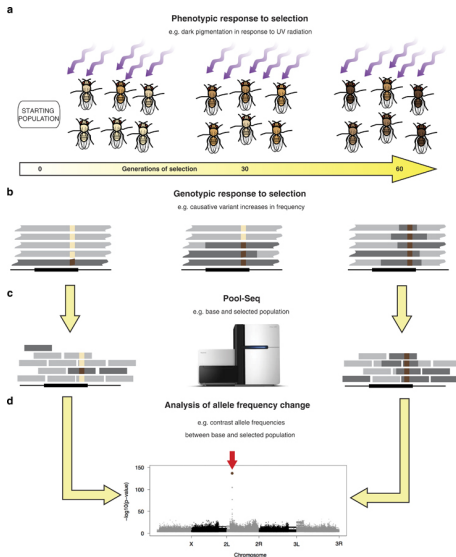 a
Phenotypic response to selection
e.g. dark pigmentation in response to UV radiation
STARTING
POPULATION
0 Generations of selection 30 60
b
Genotypic response to selection
e.g. causative variant increases in frequency
c
Pool-Seq
e.g. base and selected population
d
Analysis of allele frequency change
e.g. contrast allele frequencies
between base and selected population
-log10(p-value)
150
100
50
0
X 2L 2R 3L 3R
Chromosome